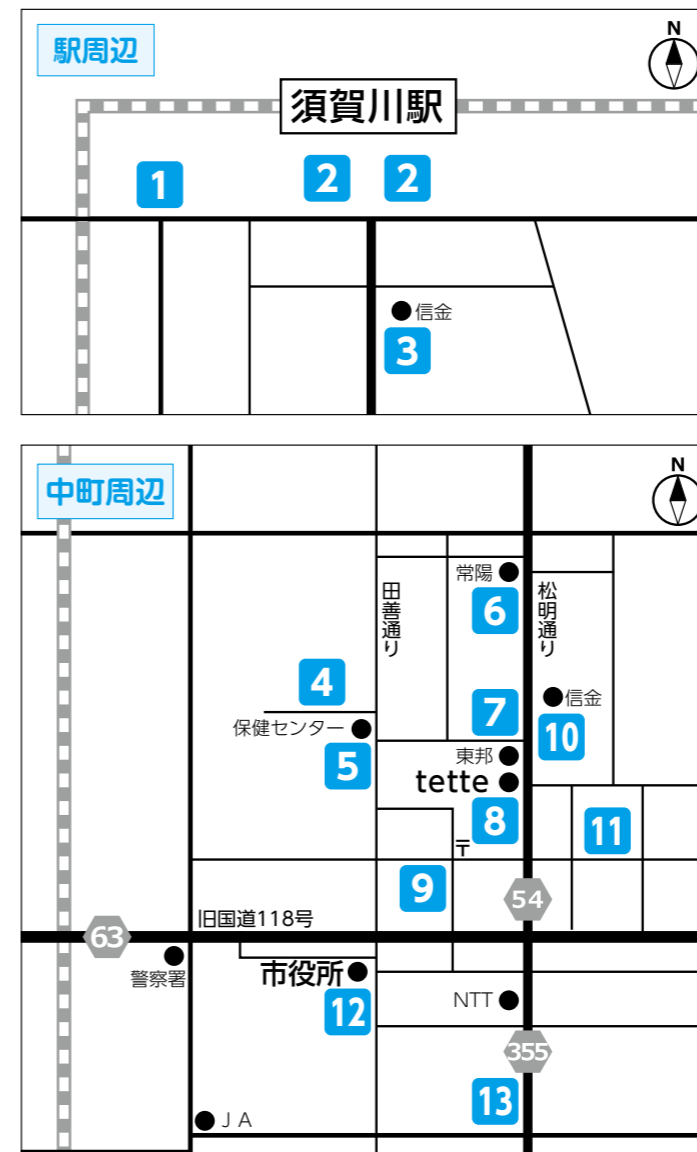 駅周辺
N
須賀川駅
1
2
2
信金
3
中町周辺
N
常陽
6
田善通り
松明通り
4
7
信金
10
保健センター
5
東邦
tette
8
11
〒
9
54
旧国道118号
63
警察署
市役所
12
NTT
355
13
JA